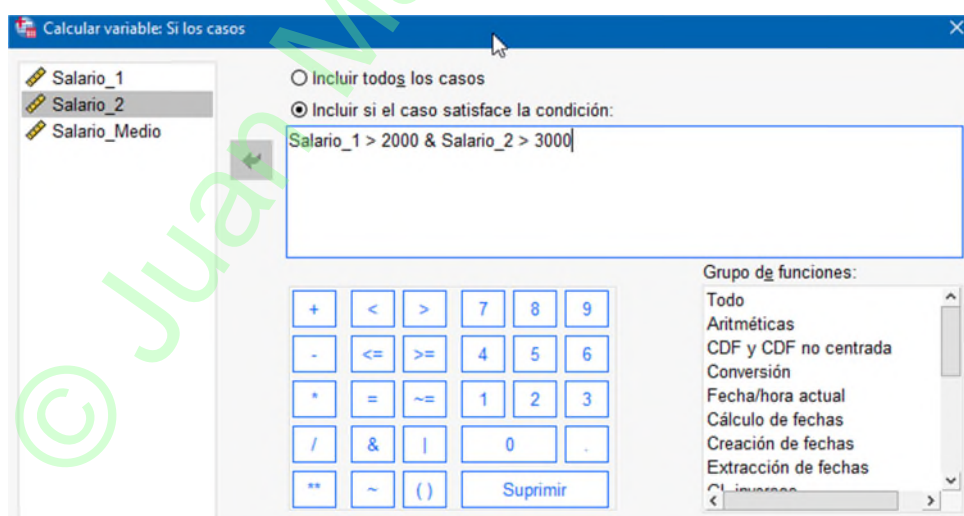 Calcular variable: Si los casos
Salario_1
Salario_2
Salario_Medio
Incluir todos los casos
Incluir si el caso satisface la condición:
Salario_1 > 2000 & Salario_2 > 3000
+ < > 7 8 9
- <= >= 4 5 6
* = ~= 1 2 3
/ & | 0 .
** ~ ( ) Suprimir
Grupo de funciones:
Todo
Aritméticas
CDF y CDF no centrada
Conversión
Fecha/hora actual
Cálculo de fechas
Creación de fechas
Extracción de fechas
© Juan